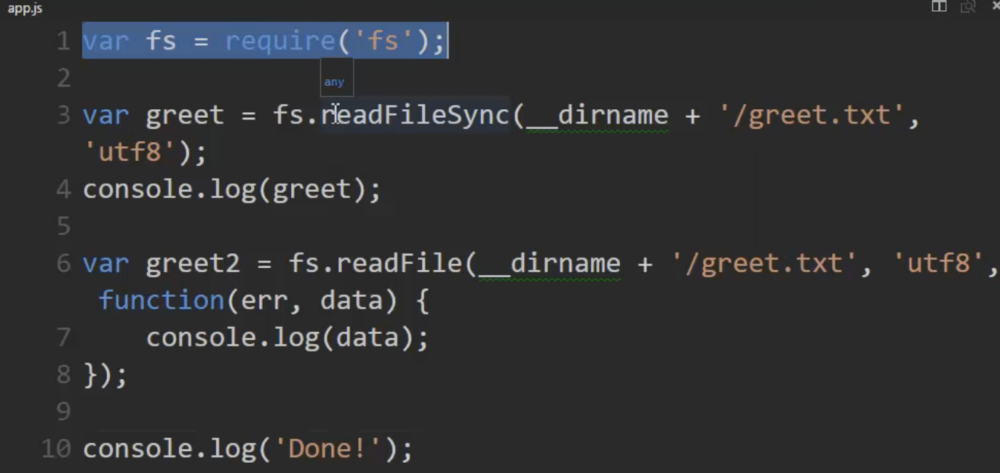 app.js
1 var fs = require('fs');
2
any
3 var greet = fs.readFileSync(__dirname + '/greet.txt',
'utf8');
4 console.log(greet);
5
6 var greet2 = fs.readFile(__dirname + '/greet.txt', 'utf8',
function(err, data) {
7 console.log(data);
8 });
9
10 console.log('Done!');